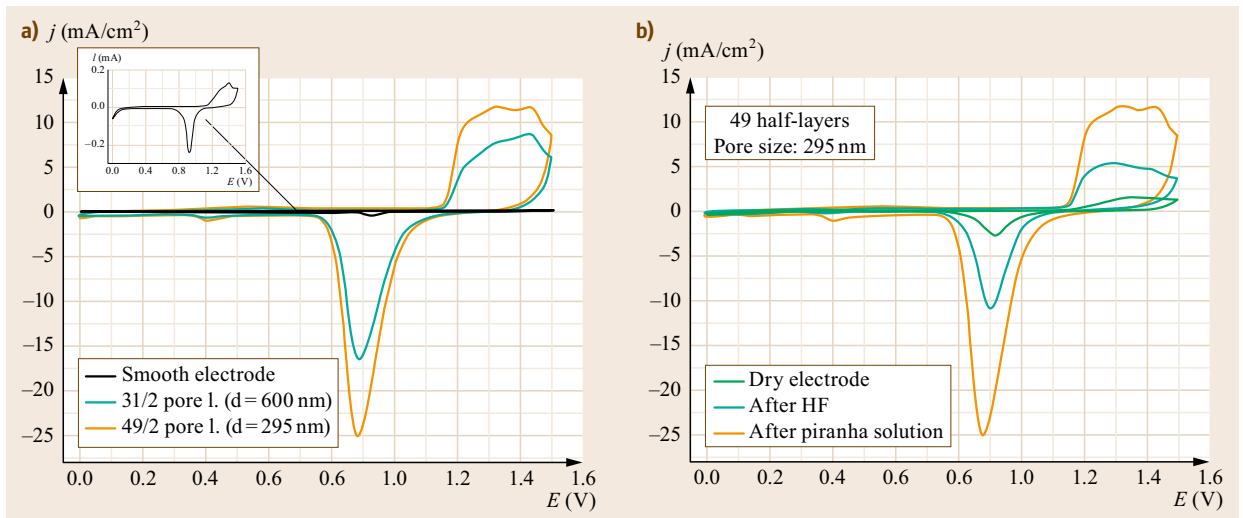 a) j (mA/cm²)
I (mA)
0.2
0.0
−0.2
0.0 0.4 0.8 1.2 1.6
E (V)
15
10
5
0
−5
−10
−15
−20
−25
Smooth electrode
31/2 pore l. (d = 600 nm)
49/2 pore l. (d = 295 nm)
0.0 0.2 0.4 0.6 0.8 1.0 1.2 1.4 1.6
E (V)
b)
j (mA/cm²)
15
10
5
0
−5
−10
−15
−20
−25
49 half-layers
Pore size: 295 nm
Dry electrode
After HF
After piranha solution
0.0 0.2 0.4 0.6 0.8 1.0 1.2 1.4 1.6
E (V)